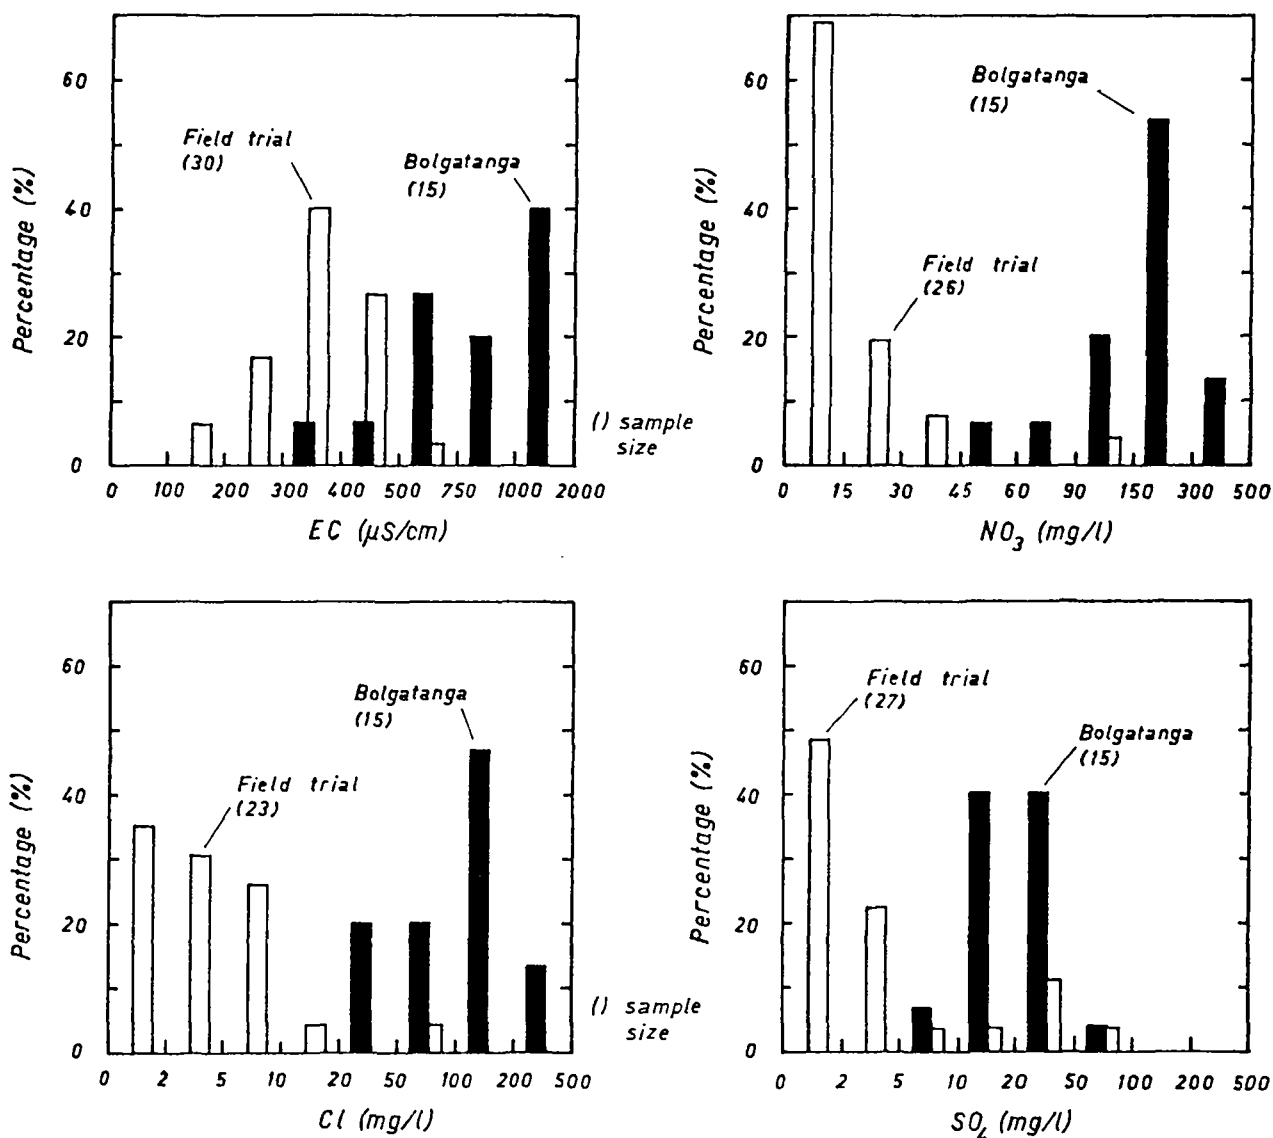 60
40
20
0
Percentage (%)
Field trial
(30)
Bolgatanga
(15)
0 100 200 300 400 500 750 1000 2000
EC (µS/cm)
() sample
size
60
40
20
0
Percentage (%)
Bolgatanga
(15)
Field trial
(26)
0 15 30 45 60 90 150 300 500
NO₃ (mg/l)
60
40
20
0
Percentage (%)
Bolgatanga
(15)
Field trial
(23)
0 2 5 10 20 50 100 200 500
Cl (mg/l)
() sample
size
60
40
20
0
Percentage (%)
Field trial
(27)
Bolgatanga
(15)
0 2 5 10 20 50 100 200 500
SO₄ (mg/l)